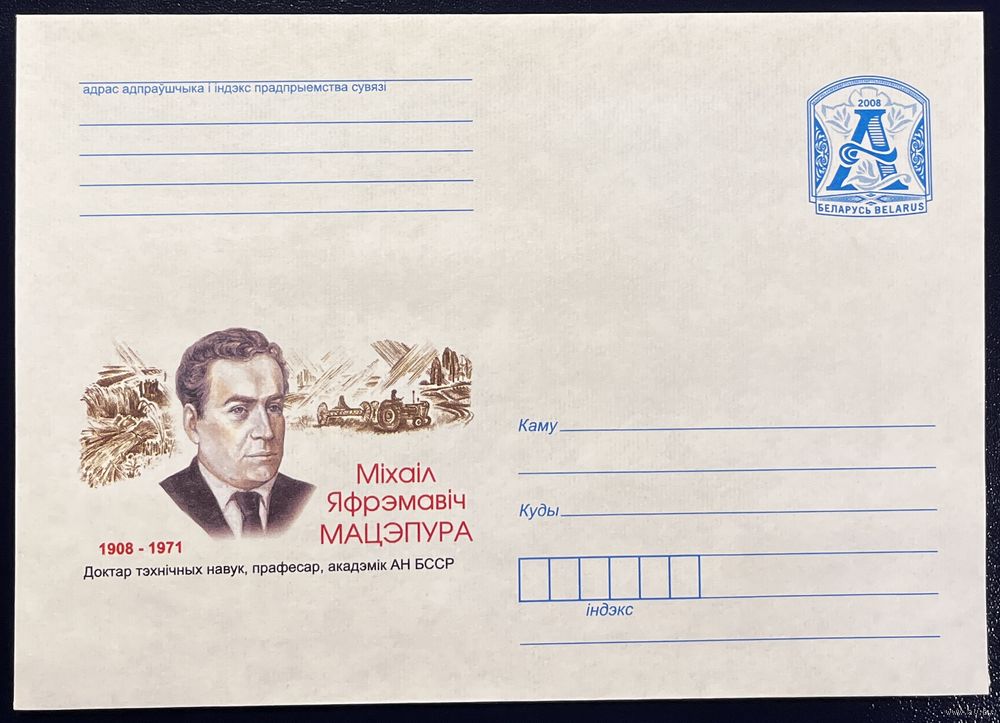 адрас адпраўшчыка і індэкс прадпрыемства сувязі
2008
А
БЕЛАРУСЬ BELARUS
Міхаіл
Яфрэмавіч
МАЦЭПУРА
1908 - 1971
Доктар тэхнічных навук, прафесар, акадэмік АН БССР
Каму
Куды
індэкс